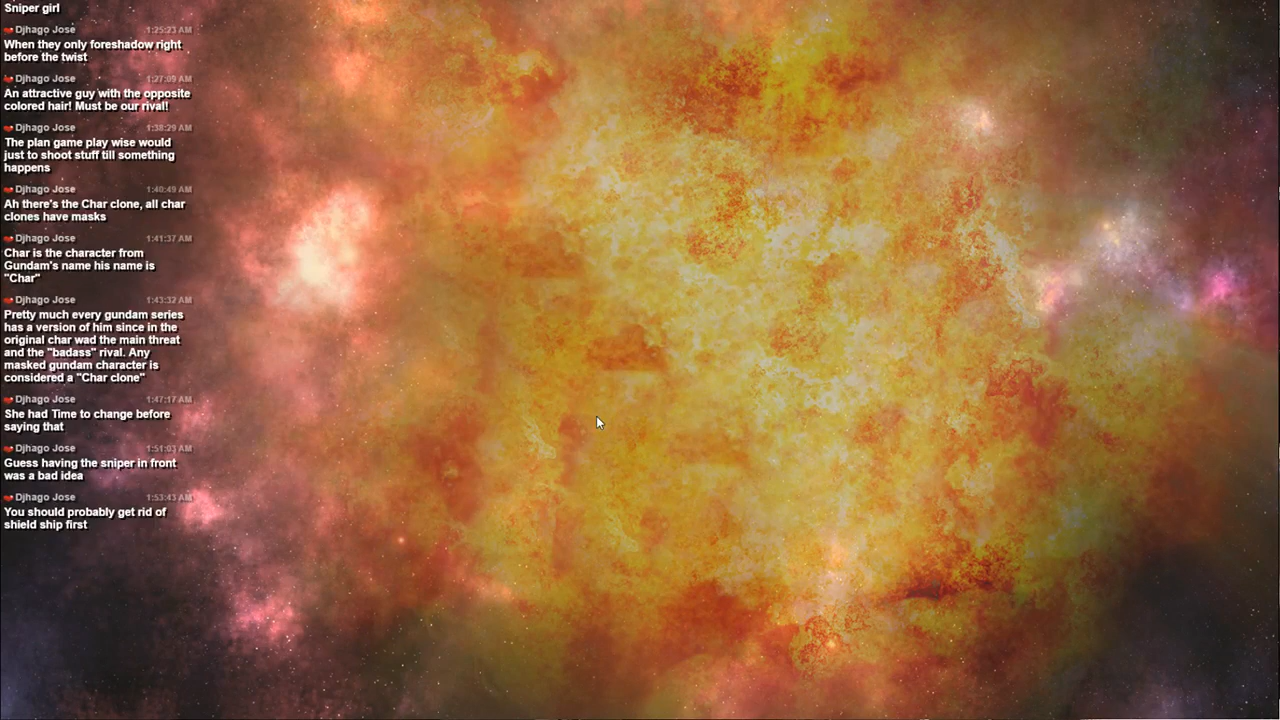 Sniper girl
Djhago Jose 1:25:23 AM
When they only foreshadow right
before the twist
Djhago Jose 1:27:09 AM
An attractive guy with the opposite
colored hair! Must be our rival!
Djhago Jose 1:38:29 AM
The plan game play wise would
just to shoot stuff till something
happens
Djhago Jose 1:40:49 AM
Ah there's the Char clone, all char
clones have masks
Djhago Jose 1:41:37 AM
Char is the character from
Gundam's name his name is
"Char"
Djhago Jose 1:43:32 AM
Pretty much every gundam series
has a version of him since in the
original char wad the main threat
and the "badass" rival. Any
masked gundam character is
considered a "Char clone"
Djhago Jose 1:47:17 AM
She had Time to change before
saying that
Djhago Jose 1:51:03 AM
Guess having the sniper in front
was a bad idea
Djhago Jose 1:53:43 AM
You should probably get rid of
shield ship first